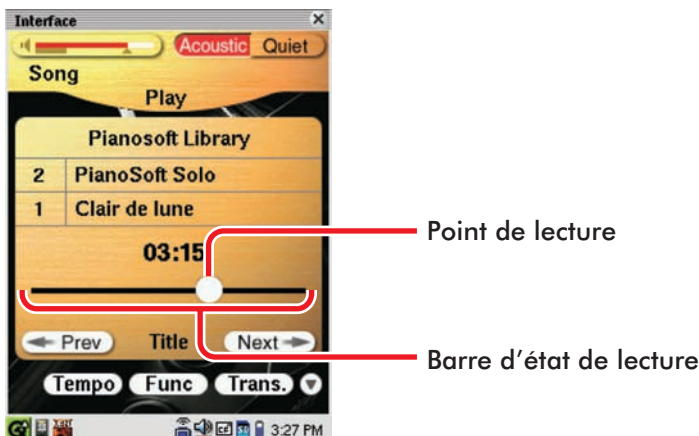 Interface
Acoustic Quiet
Song
Play
Pianosoft Library
2 PianoSoft Solo
1 Clair de lune
03:15
Point de lecture
Prev Title Next
Barre d’état de lecture
Tempo Func Trans.
3:27 PM